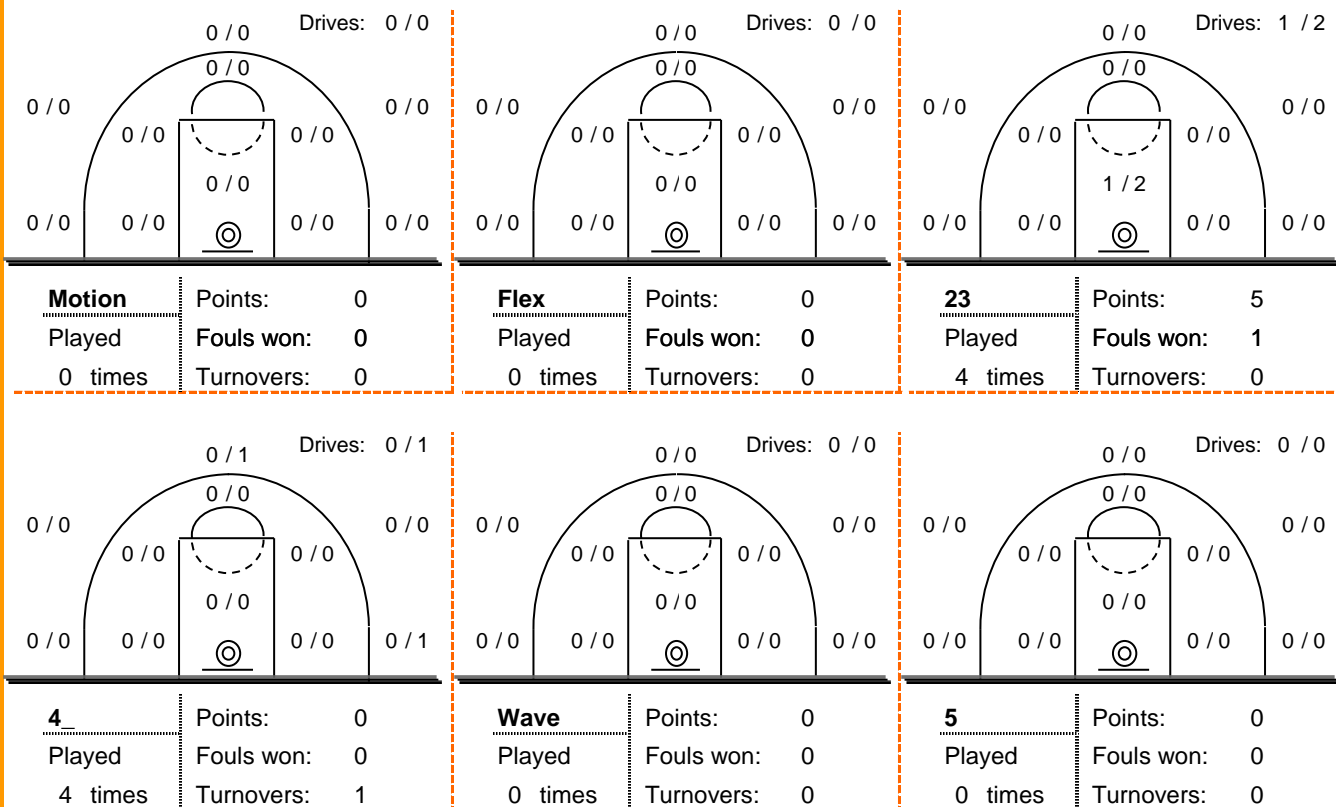 0 / 0 Drives: 0 / 0
0 / 0
0 / 0 0 / 0
0 / 0 0 / 0
0 / 0
0 / 0 0 / 0 0 / 0 0 / 0
Motion Points: 0
Played Fouls won: 0
0 times Turnovers: 0
0 / 0 Drives: 0 / 0
0 / 0
0 / 0 0 / 0
0 / 0 0 / 0
0 / 0
0 / 0 0 / 0 0 / 0 0 / 0
Flex Points: 0
Played Fouls won: 0
0 times Turnovers: 0
0 / 0 Drives: 1 / 2
0 / 0
0 / 0 0 / 0
0 / 0 0 / 0
1 / 2
0 / 0 0 / 0 0 / 0 0 / 0
23 Points: 5
Played Fouls won: 1
4 times Turnovers: 0
0 / 1 Drives: 0 / 1
0 / 0
0 / 0 0 / 0
0 / 0 0 / 0
0 / 0
0 / 0 0 / 0 0 / 0 0 / 1
4_ Points: 0
Played Fouls won: 0
4 times Turnovers: 1
0 / 0 Drives: 0 / 0
0 / 0
0 / 0 0 / 0
0 / 0 0 / 0
0 / 0
0 / 0 0 / 0 0 / 0 0 / 0
Wave Points: 0
Played Fouls won: 0
0 times Turnovers: 0
0 / 0 Drives: 0 / 0
0 / 0
0 / 0 0 / 0
0 / 0 0 / 0
0 / 0
0 / 0 0 / 0 0 / 0 0 / 0
5 Points: 0
Played Fouls won: 0
0 times Turnovers: 0